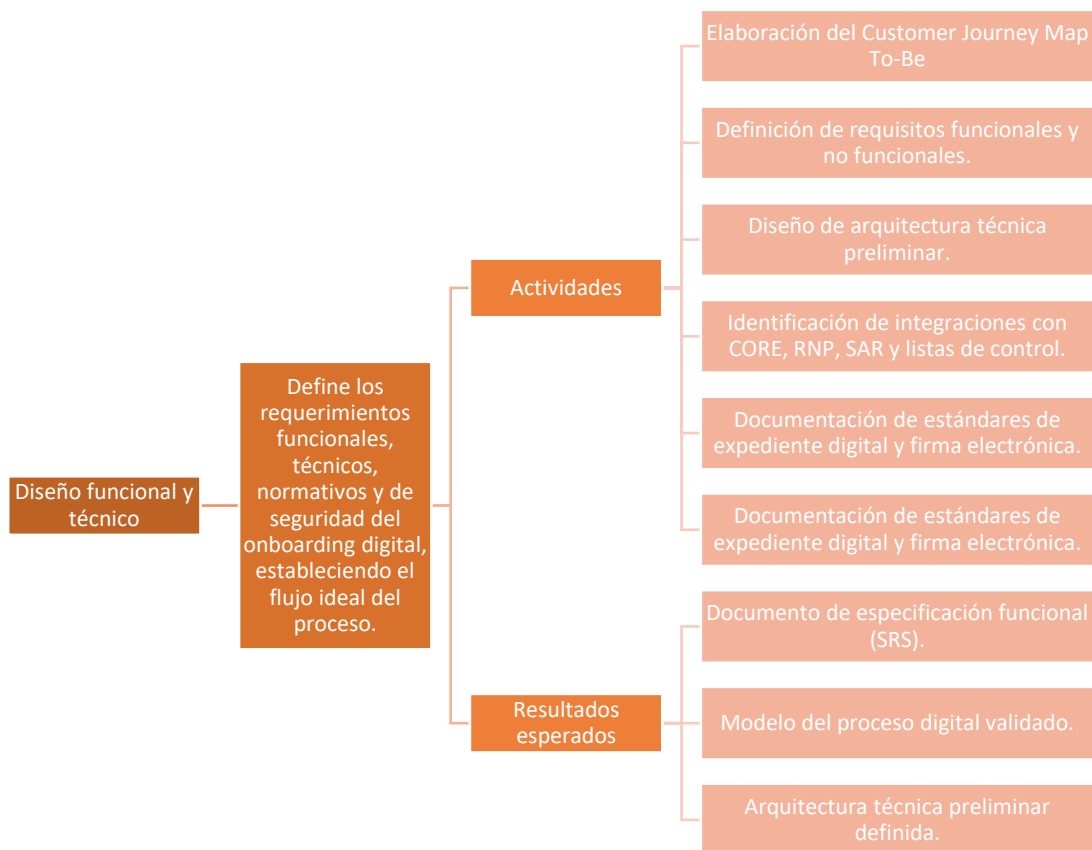 Diseño funcional y
técnico
Define los
requerimientos
funcionales,
técnicos,
normativos y de
seguridad del
onboarding digital,
estableciendo el
flujo ideal del
proceso.
Actividades
Elaboración del Customer Journey Map
To-Be
Definición de requisitos funcionales y
no funcionales.
Diseño de arquitectura técnica
preliminar.
Identificación de integraciones con
CORE, RNP, SAR y listas de control.
Documentación de estándares de
expediente digital y firma electrónica.
Documentación de estándares de
expediente digital y firma electrónica.
Resultados
esperados
Documento de especificación funcional
(SRS).
Modelo del proceso digital validado.
Arquitectura técnica preliminar
definida.